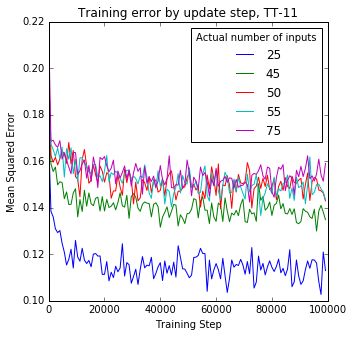 Training error by update step, TT-11
0.22
0.20
0.18
0.16
0.14
0.12
0.10
Mean Squared Error
Actual number of inputs
25
45
50
55
75
0 20000 40000 60000 80000 100000
Training Step